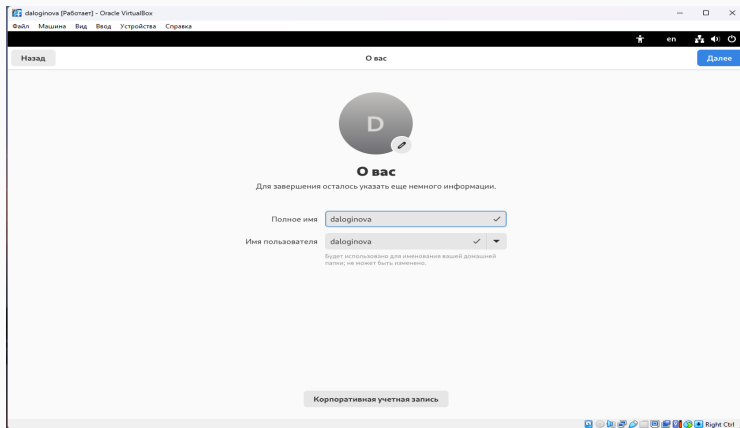 daloginova [Работает] - Oracle VirtualBox
Файл Машина Вид Ввод Устройства Справка
en
Назад
О вас
Далее
D
О вас
Для завершения осталось указать еще немного информации.
Полное имя daloginova
Имя пользователя daloginova
Будет использовано для именования вашей домашней
папки; не может быть изменено.
Корпоративная учетная запись
Right Ctrl